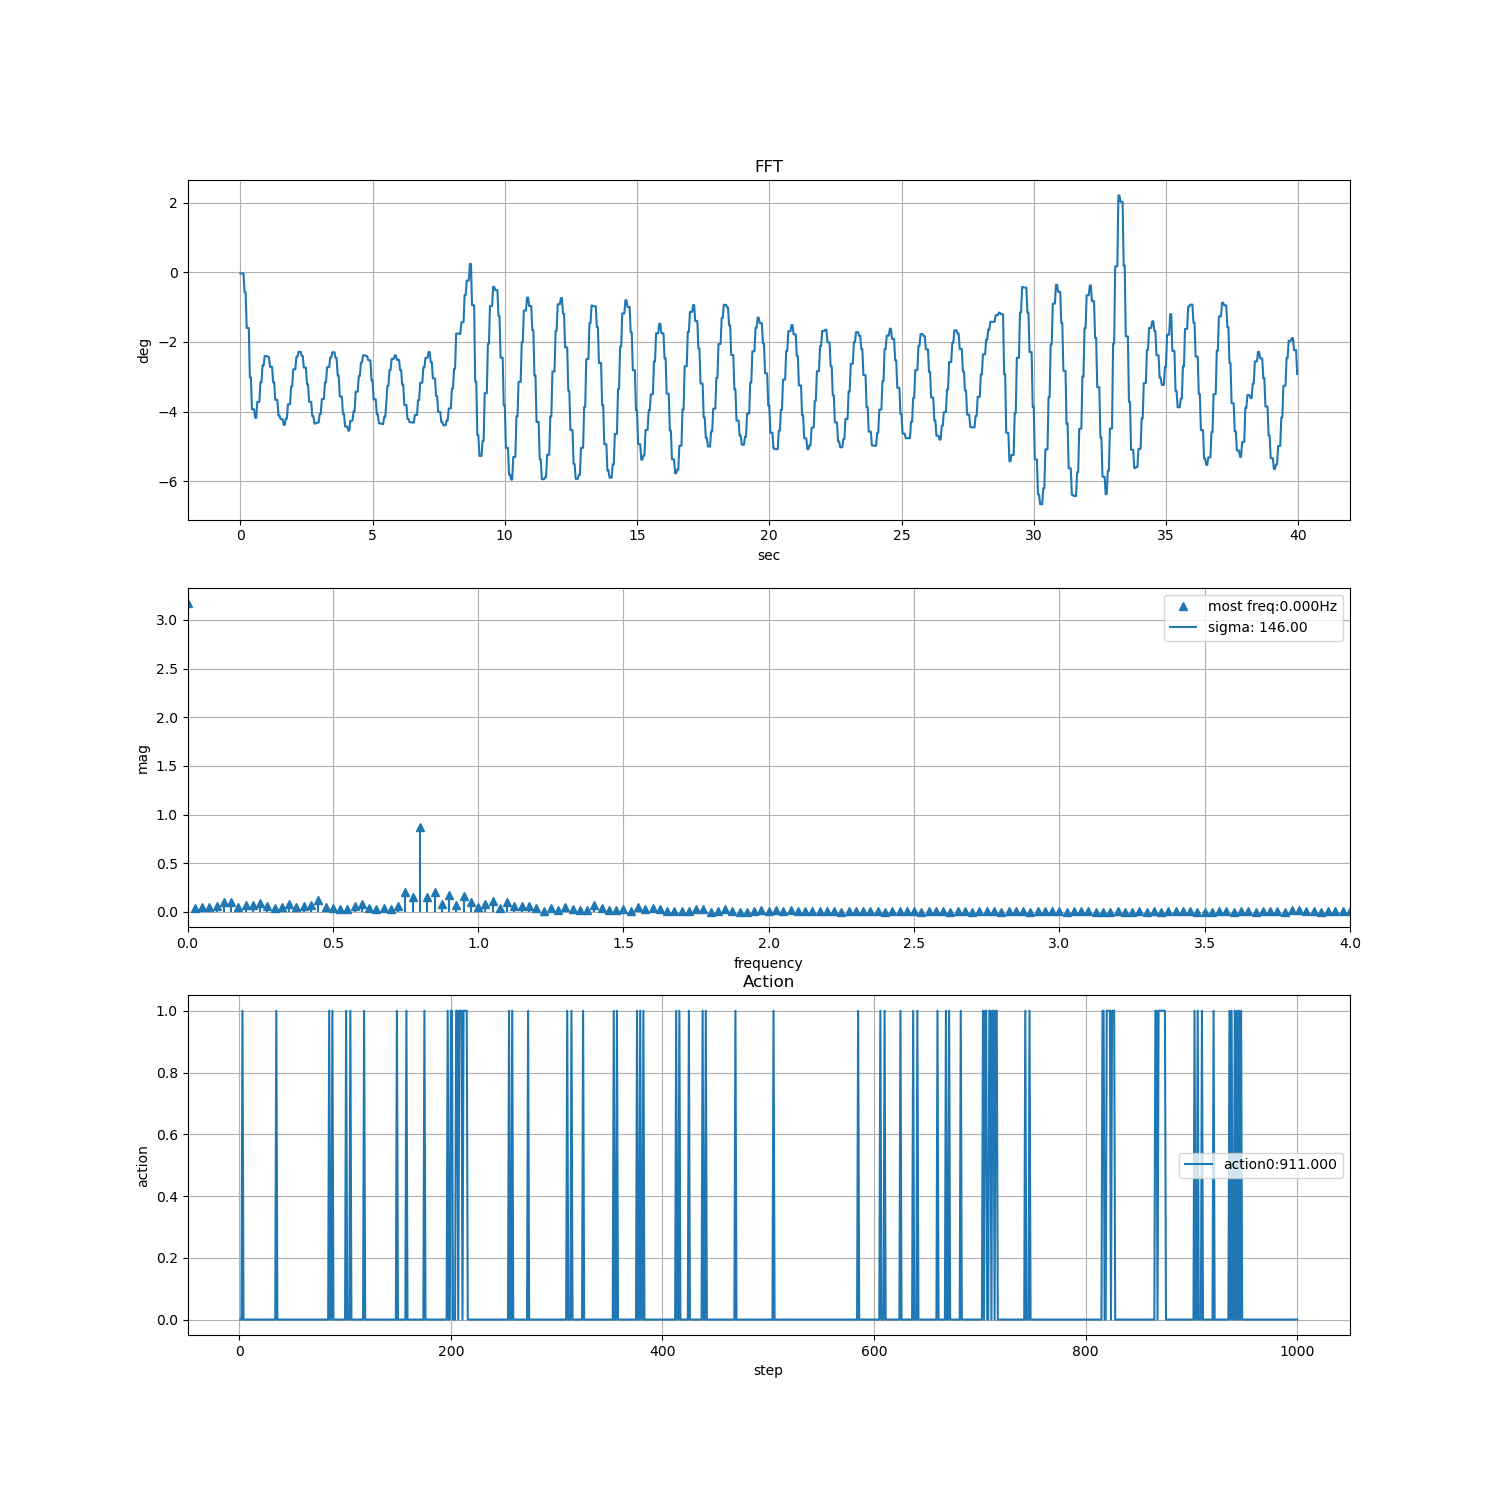 FFT
2
0
−2
−4
−6
deg
0 5 10 15 20 25 30 35 40
sec
3.0
2.5
2.0
1.5
1.0
0.5
0.0
mag
most freq:0.000Hz
sigma: 146.00
0.0 0.5 1.0 1.5 2.0 2.5 3.0 3.5 4.0
frequency
Action
1.0
0.8
0.6
0.4
0.2
0.0
action
action0:911.000
0 200 400 600 800 1000
step